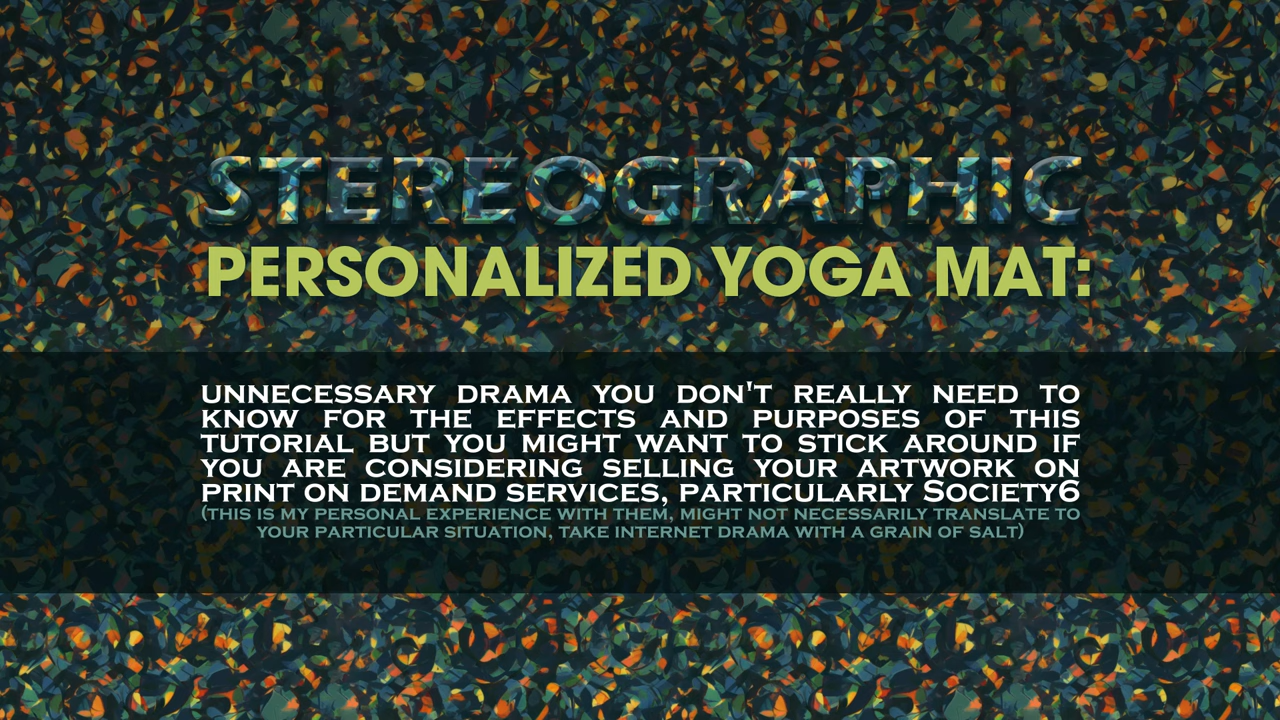 STEREOGRAPHIC
PERSONALIZED YOGA MAT:
UNNECESSARY DRAMA YOU DON'T REALLY NEED TO
KNOW FOR THE EFFECTS AND PURPOSES OF THIS
TUTORIAL BUT YOU MIGHT WANT TO STICK AROUND IF
YOU ARE CONSIDERING SELLING YOUR ARTWORK ON
PRINT ON DEMAND SERVICES, PARTICULARLY SOCIETY6
(THIS IS MY PERSONAL EXPERIENCE WITH THEM, MIGHT NOT NECESSARILY TRANSLATE TO
YOUR PARTICULAR SITUATION, TAKE INTERNET DRAMA WITH A GRAIN OF SALT)